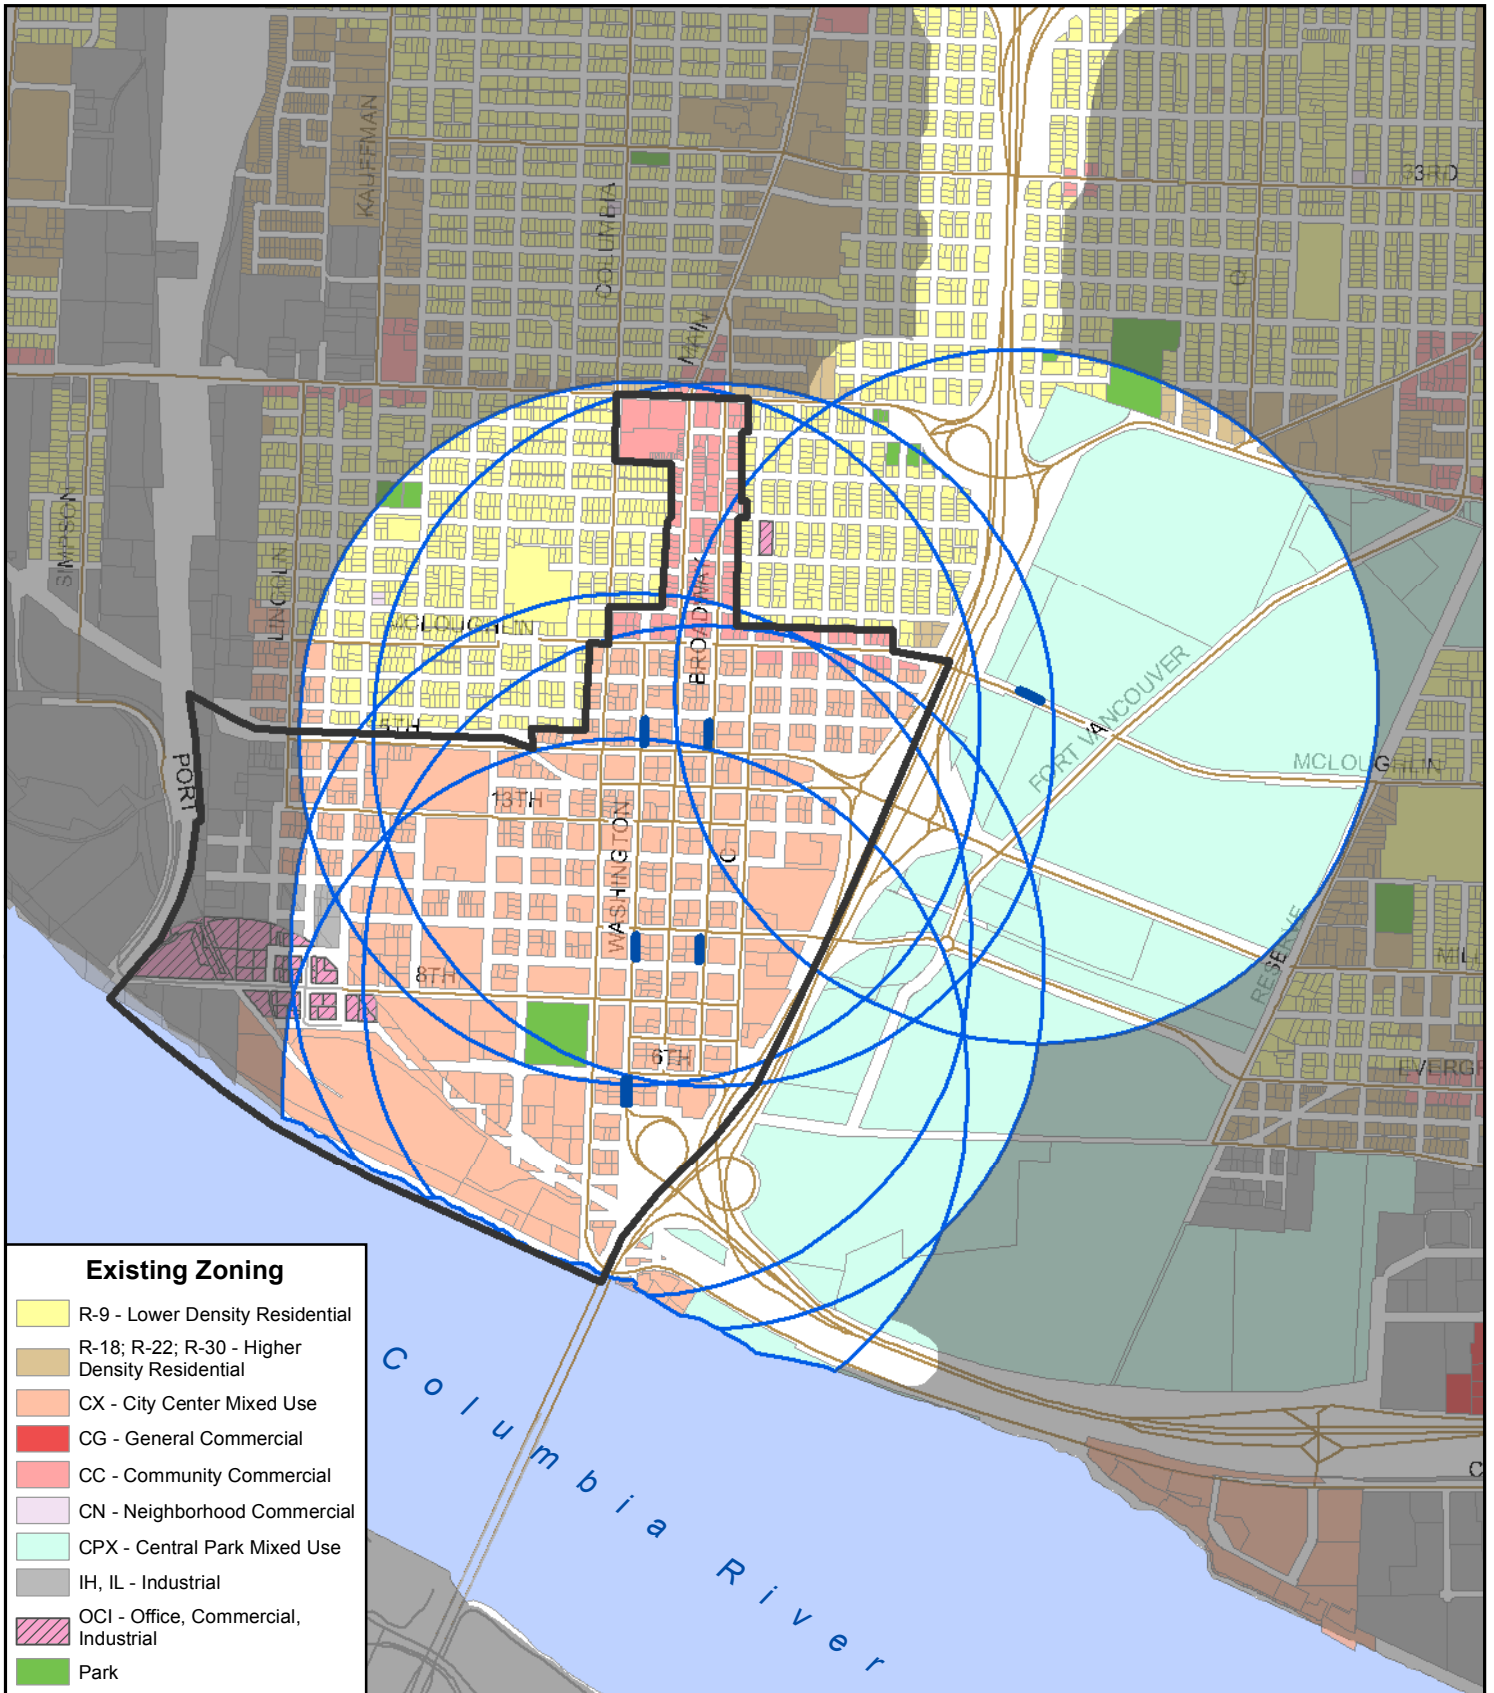 33RD
KAUFFMAN
COLUMBIA
MAIN
SIMPSON
LINCOLN
MCLOUGHLIN
BROADWAY
15TH
PORT
FORT VANCOUVER
MCLOUGHLIN
13TH
WASHINGTON
C
RESERVE
8TH
6TH
Columbia River
Existing Zoning
R-9 - Lower Density Residential
R-18; R-22; R-30 - Higher
Density Residential
CX - City Center Mixed Use
CG - General Commercial
CC - Community Commercial
CN - Neighborhood Commercial
CPX - Central Park Mixed Use
IH, IL - Industrial
OCI - Office, Commercial,
Industrial
Park